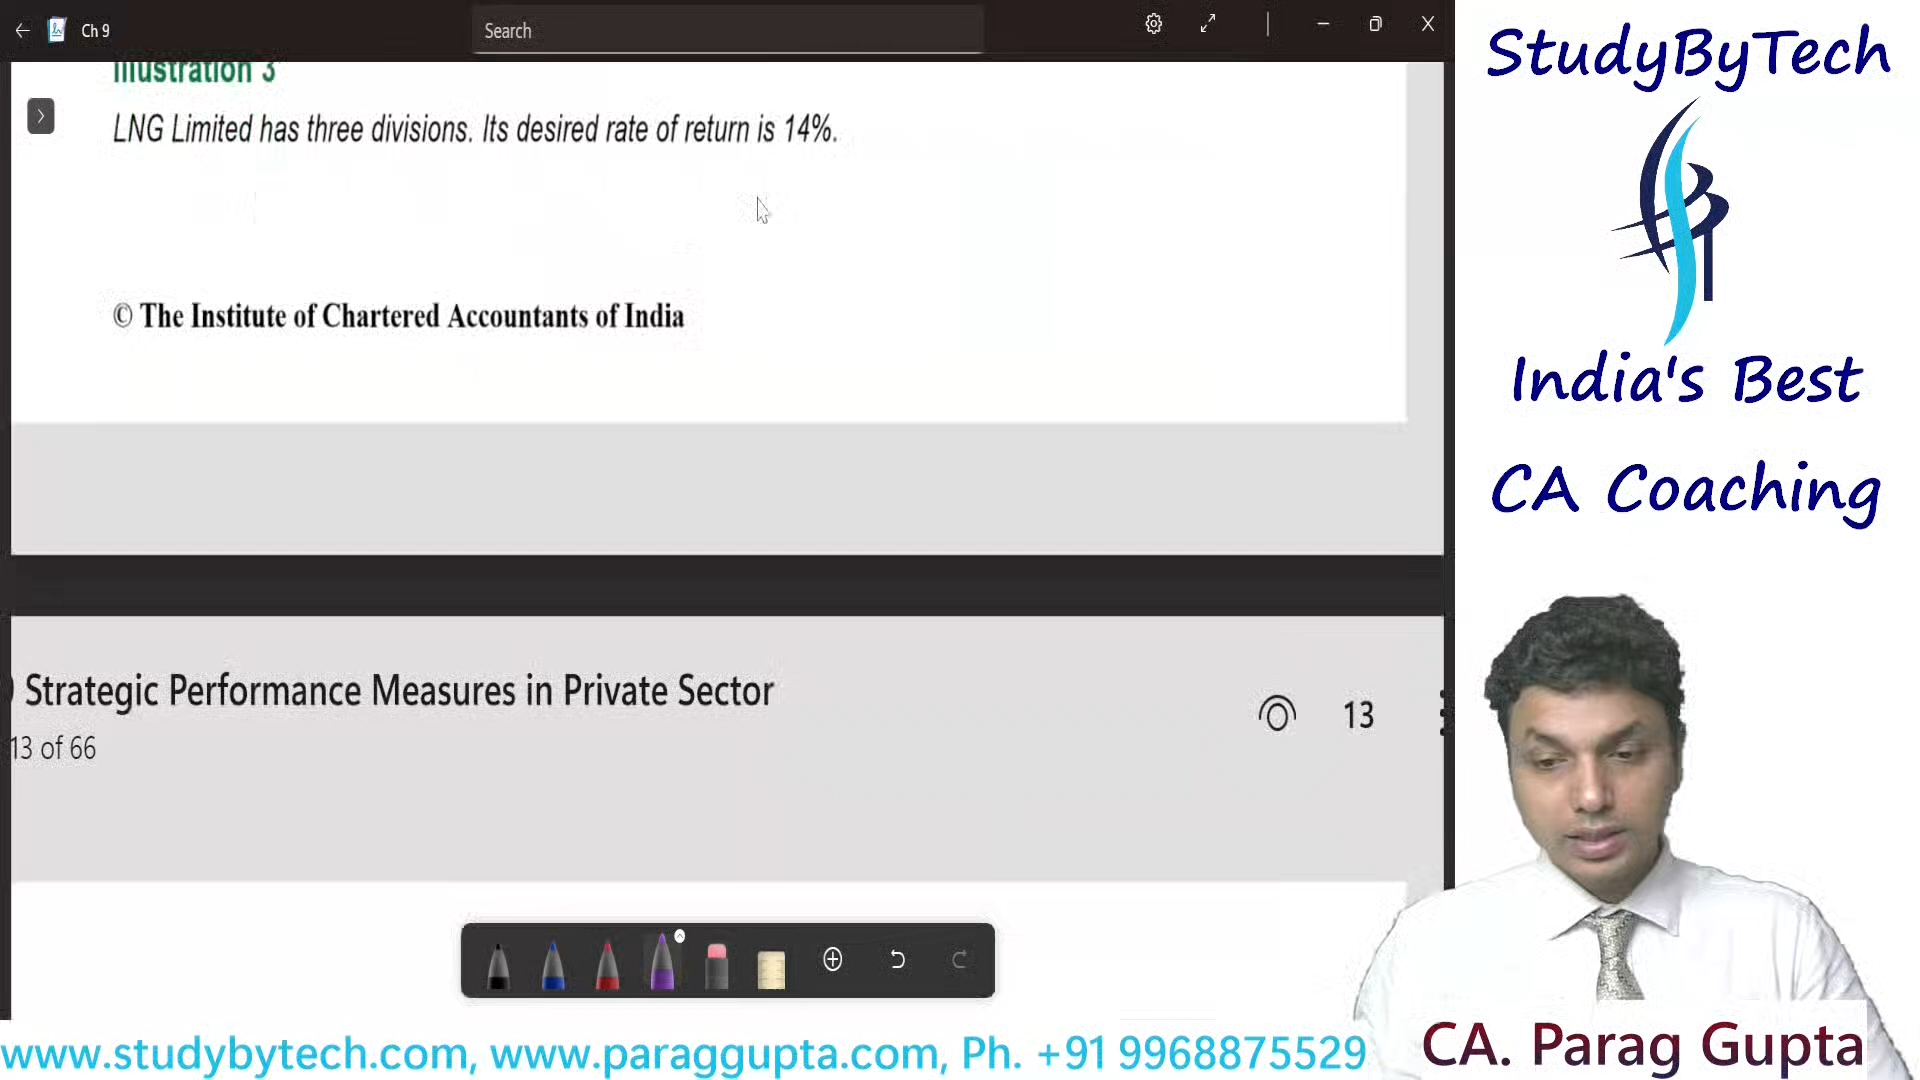 Ch 9
Search
Illustration 3
LNG Limited has three divisions. Its desired rate of return is 14%.
© The Institute of Chartered Accountants of India
Strategic Performance Measures in Private Sector
13
13 of 66
StudyByTech
India's Best
CA Coaching
www.studybytech.com, www.paraggupta.com, Ph. +91 9968875529
CA. Parag Gupta